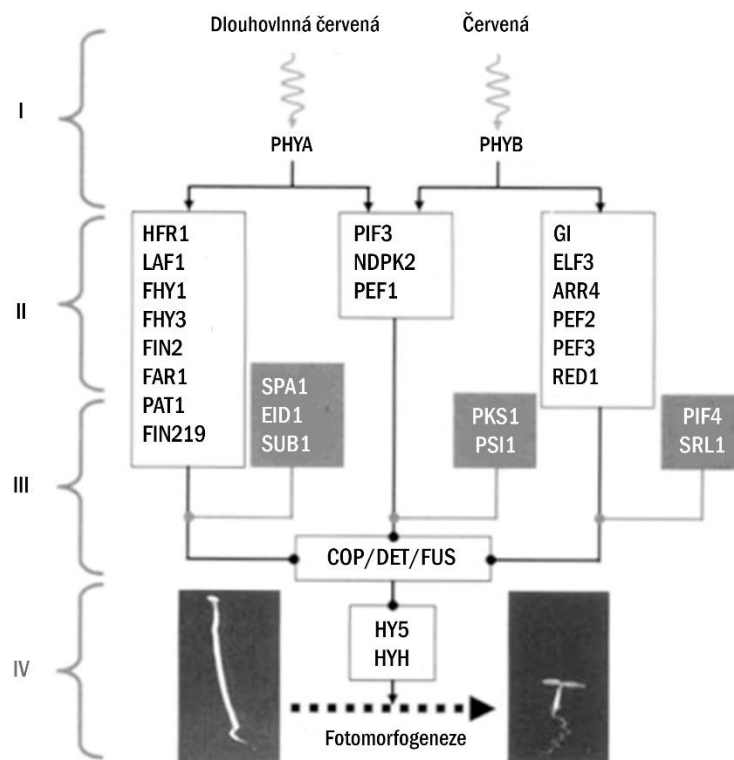 Dlouhovlnná červená
Červená
I
PHYA
PHYB
II
HFR1
LAF1
FHY1
FHY3
FIN2
FAR1
PAT1
FIN219
SPA1
EID1
SUB1
PIF3
NDPK2
PEF1
PKS1
PSI1
GI
ELF3
ARR4
PEF2
PEF3
RED1
PIF4
SRL1
III
COP/DET/FUS
IV
HY5
HYH
Fotomorfogeneze